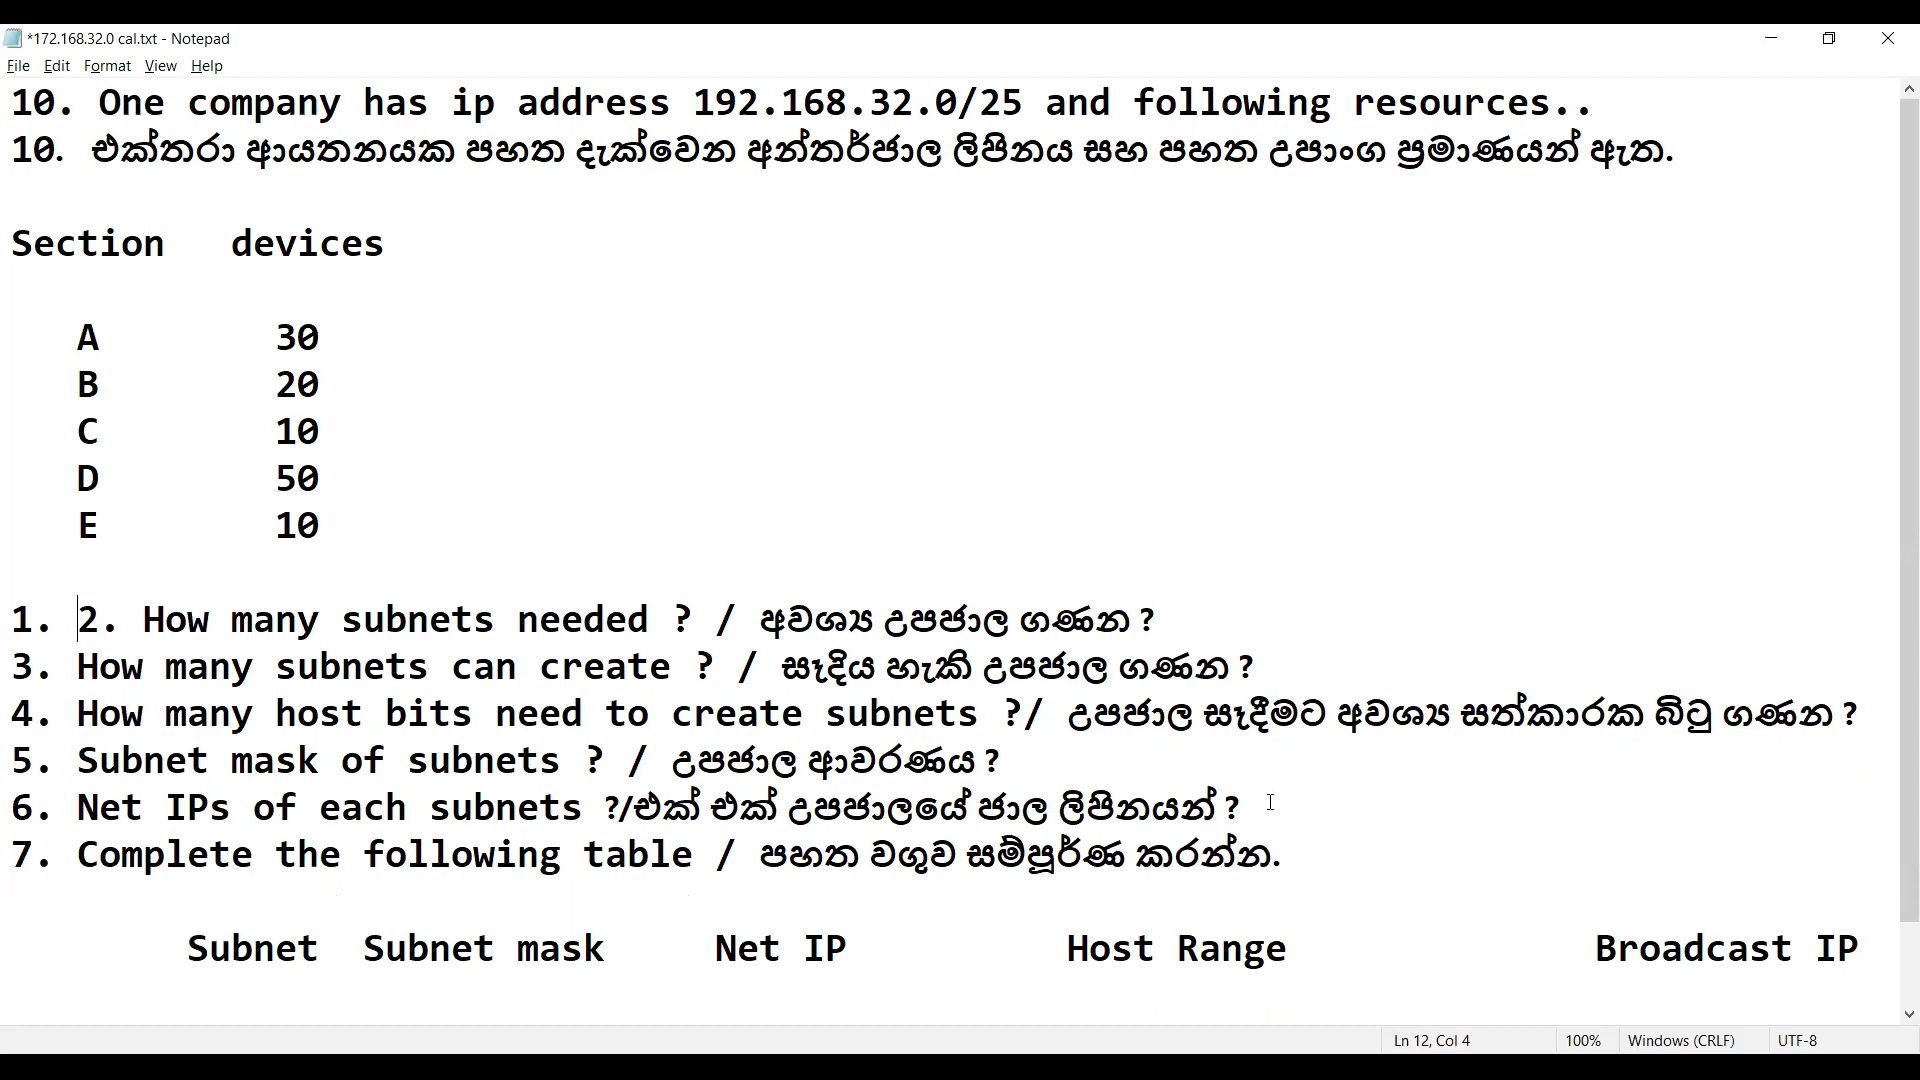 *172.168.32.0 cal.txt - Notepad
File Edit Format View Help
10. One company has ip address 192.168.32.0/25 and following resources..
10. එක්තරා ආයතනයක පහත දැක්වෙන අන්තර්ජාල ලිපිනය සහ පහත උපාංග ප්‍රමාණයන් ඇත.
Section devices
A 30
B 20
C 10
D 50
E 10
1. 2. How many subnets needed ? / අවශ්‍ය උපජාල ගණන ?
3. How many subnets can create ? / සෑදිය හැකි උපජාල ගණන ?
4. How many host bits need to create subnets ?/ උපජාල සෑදීමට අවශ්‍ය සත්කාරක බිටු ගණන ?
5. Subnet mask of subnets ? / උපජාල ආවරණය ?
6. Net IPs of each subnets ?/එක් එක් උපජාලයේ ජාල ලිපිනයන් ?
7. Complete the following table / පහත වගුව සම්පූර්ණ කරන්න.
Subnet Subnet mask Net IP Host Range Broadcast IP
Ln 12, Col 4 100% Windows (CRLF) UTF-8